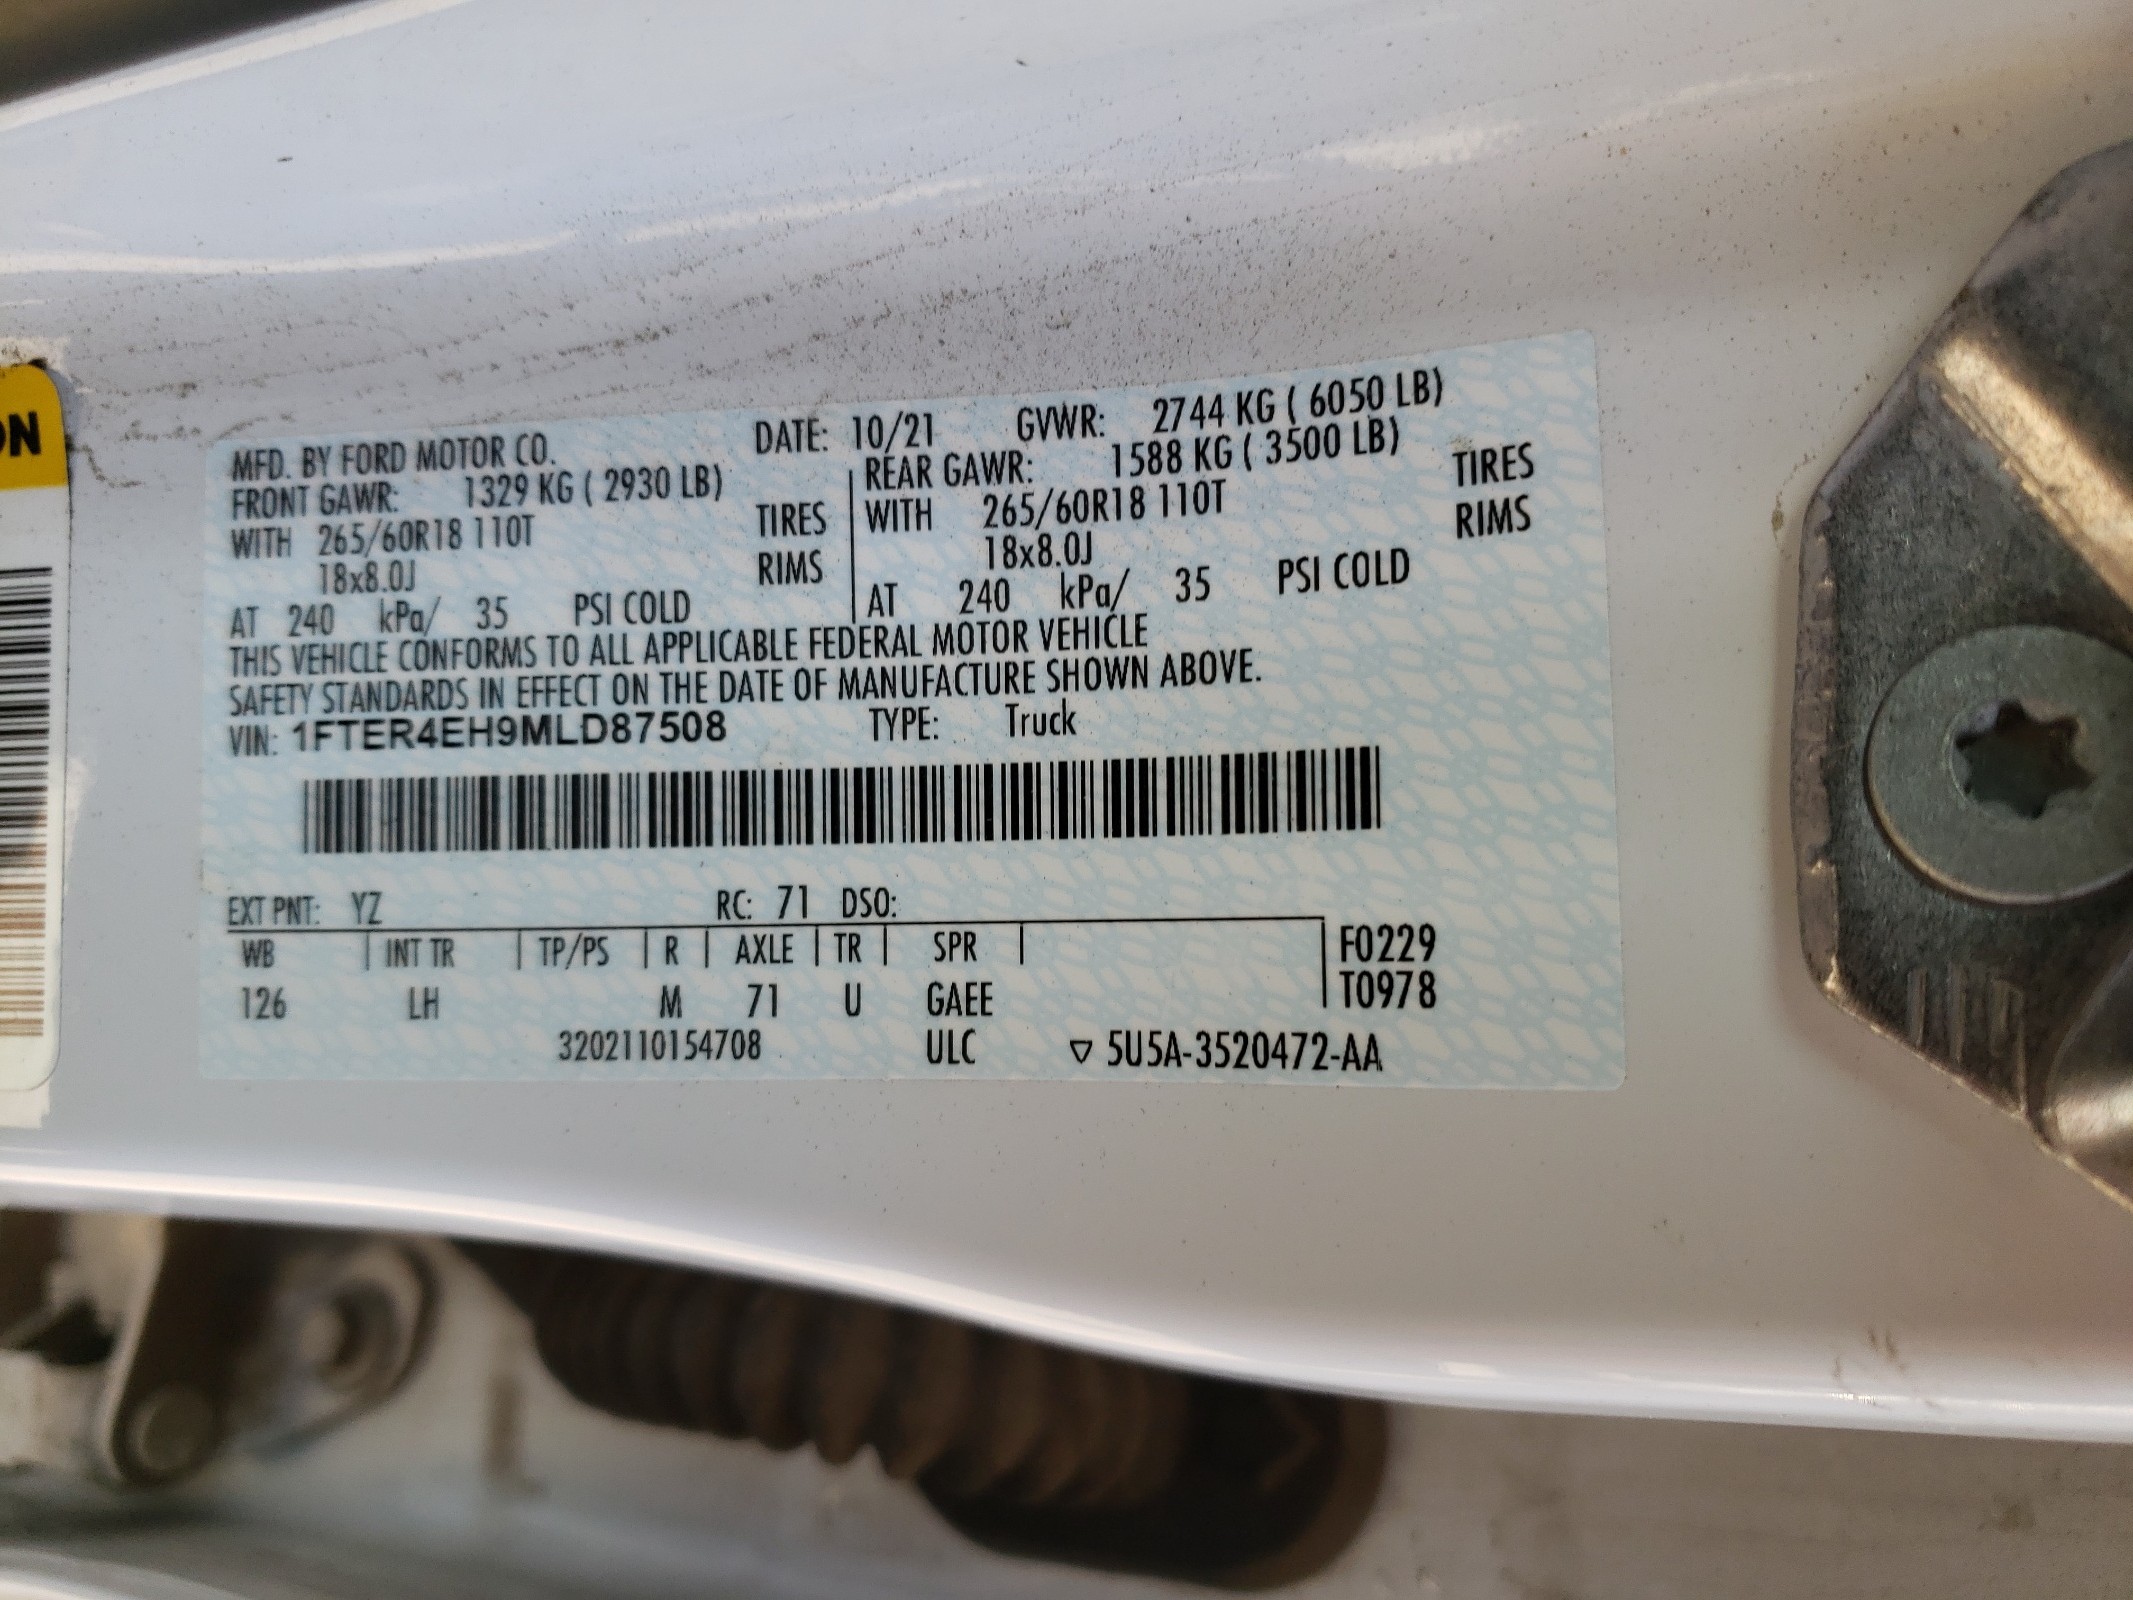 ON
MFD. BY FORD MOTOR CO. DATE: 10/21 GVWR: 2744 KG ( 6050 LB)
FRONT GAWR: 1329 KG ( 2930 LB) REAR GAWR: 1588 KG ( 3500 LB)
WITH 265/60R18 110T TIRES WITH 265/60R18 110T TIRES
18x8.0J RIMS 18x8.0J RIMS
AT 240 kPa/ 35 PSI COLD AT 240 kPa/ 35 PSI COLD
THIS VEHICLE CONFORMS TO ALL APPLICABLE FEDERAL MOTOR VEHICLE
SAFETY STANDARDS IN EFFECT ON THE DATE OF MANUFACTURE SHOWN ABOVE.
VIN: 1FTER4EH9MLD87508 TYPE: Truck
EXT PNT: YZ RC: 71 DSO:
WB INT TR TP/PS R AXLE TR SPR F0229
126 LH M 71 U GAEE T0978
3202110154708 ULC ▽ 5U5A-3520472-AA